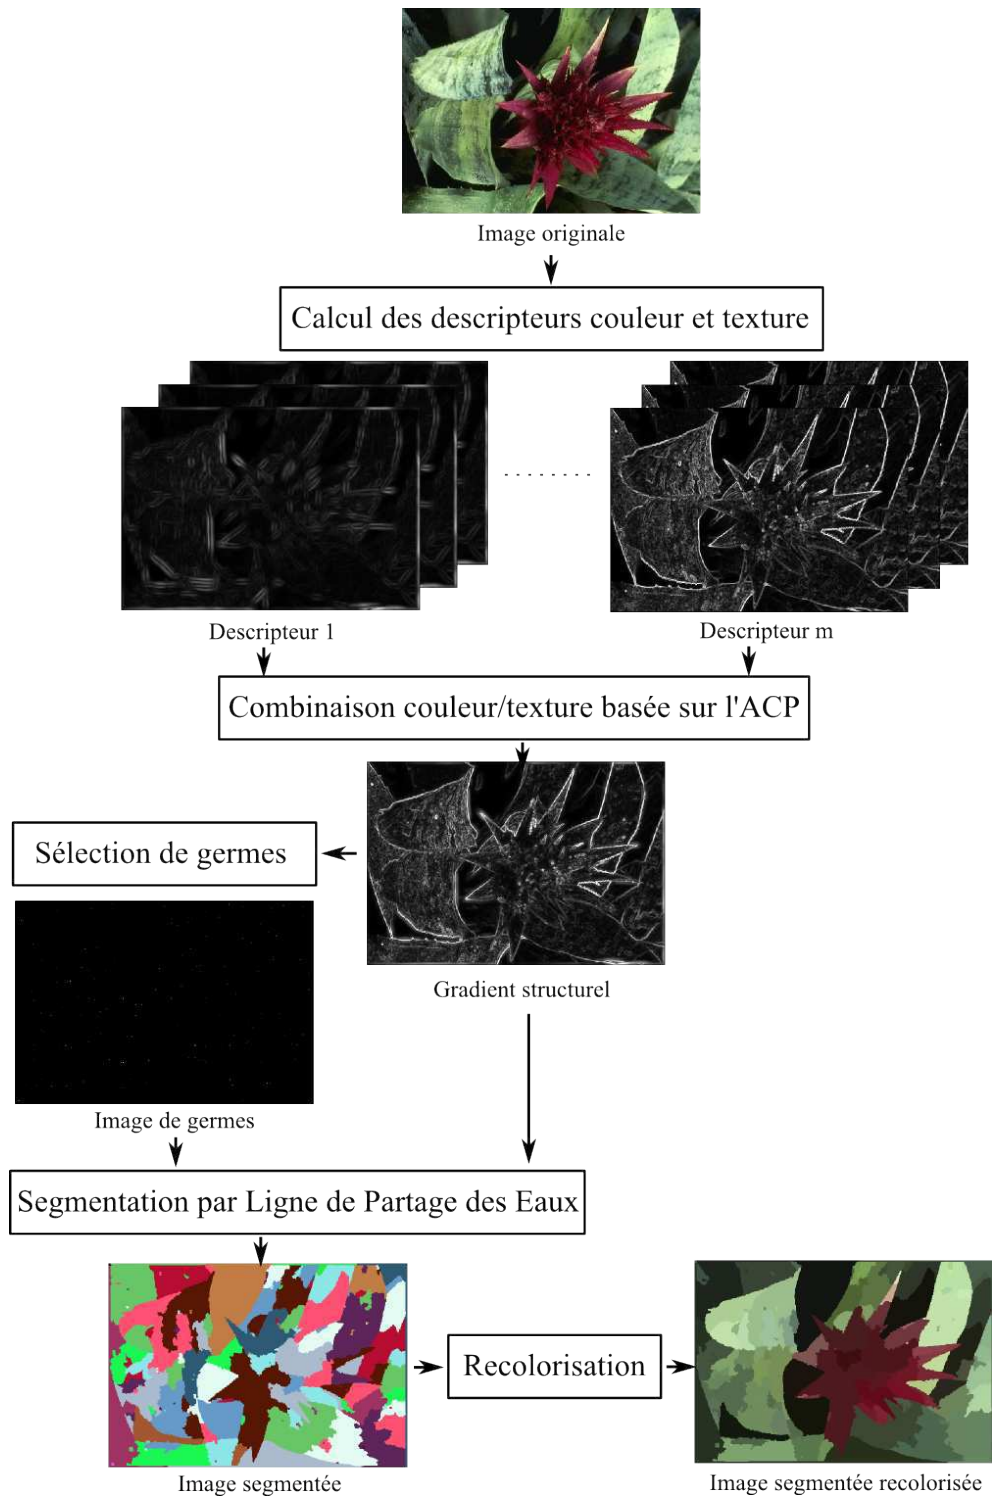 Image originale
Calcul des descripteurs couleur et texture
Descripteur 1
Descripteur m
Combinaison couleur/texture basée sur l'ACP
Sélection de germes
Gradient structurel
Image de germes
Segmentation par Ligne de Partage des Eaux
Recolorisation
Image segmentée
Image segmentée recolorisée